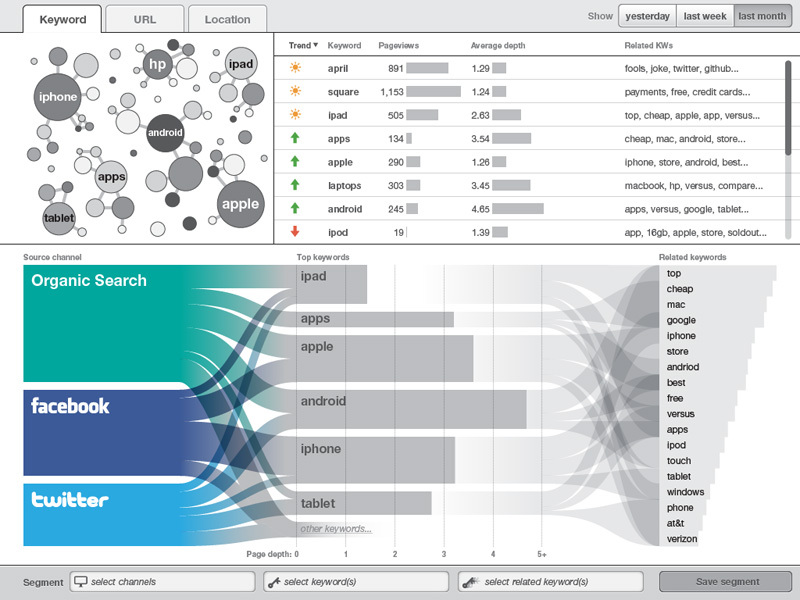 Keyword URL Location Show yesterday last week last month
iphone
hp
ipad
android
apps
tablet
apple
Trend ▼ Keyword Pageviews Average depth Related KWs
april 891 1.29 fools, joke, twitter, github...
square 1,153 1.24 payments, free, credit cards...
ipad 505 2.63 top, cheap, apple, app, versus...
apps 134 3.54 cheap, mac, android, store...
apple 290 1.26 iphone, store, android, best...
laptops 303 3.45 macbook, hp, versus, compare...
android 245 4.65 apps, versus, google, tablet...
ipod 19 1.39 app, 16gb, apple, store, soldout...
Source channel Top keywords Related keywords
Organic Search
facebook
twitter
ipad
apps
apple
android
iphone
tablet
other keywords...
Page depth: 0 1 2 3 4 5+
top
cheap
mac
google
iphone
store
andriod
best
free
versus
apps
ipod
touch
tablet
windows
phone
at&t
verizon
Segment select channels select keyword(s) select related keyword(s) Save segment